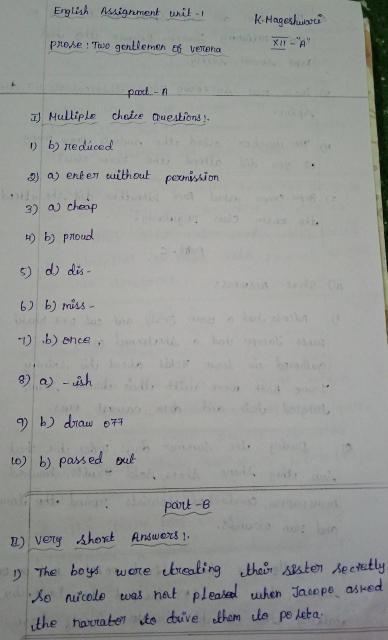 English Assignment unit-1
K. Mageshwari
XII - "A"
prose : Two gentlemen of verona
part-A
I) Multiple choice Questions:.
1) b) reduced
2) a) enter without permission
3) a) cheap
4) b) proud
5) d) dis-
6) b) miss-
7) b) once,
8) a) -ish
9) b) draw off
10) b) passed out
part-B
II) very short Answers:.
1) The boys were treating their sister secretly
So nicolo was not pleased when Jacopo asked
the narrator to drive them to poleta.